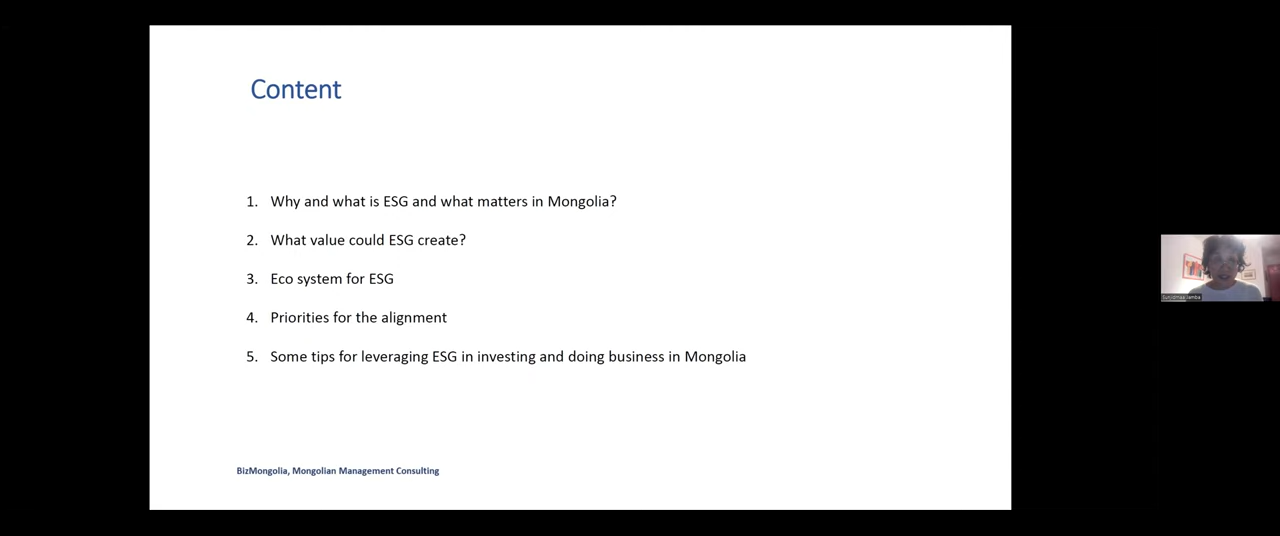 Content
1. Why and what is ESG and what matters in Mongolia?
2. What value could ESG create?
3. Eco system for ESG
4. Priorities for the alignment
5. Some tips for leveraging ESG in investing and doing business in Mongolia
BizMongolia, Mongolian Management Consulting